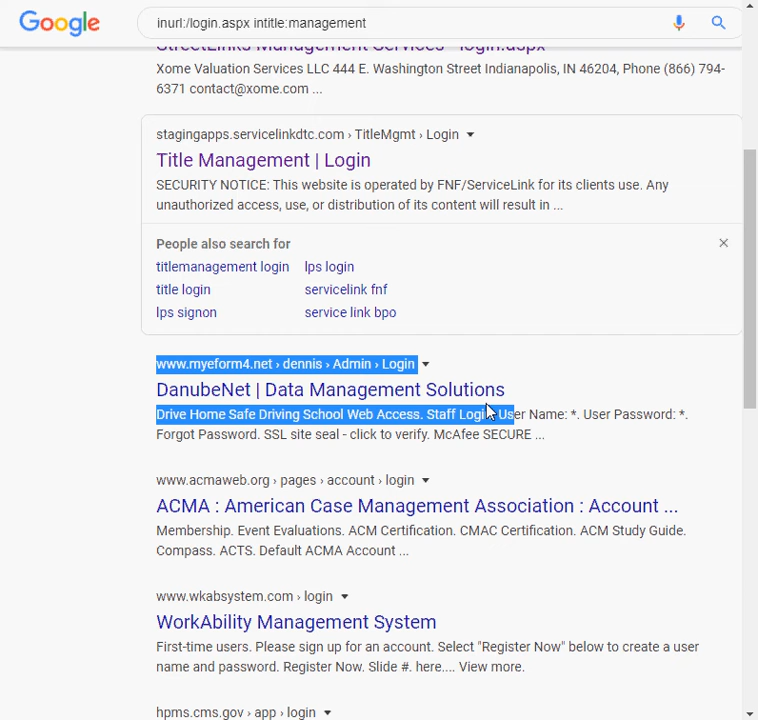 Google
inurl:/login.aspx intitle:management
StreetLinks Management Services - login.aspx
Xome Valuation Services LLC 444 E. Washington Street Indianapolis, IN 46204, Phone (866) 794-
6371 contact@xome.com ...
stagingapps.servicelinkdtc.com › TitleMgmt › Login
Title Management | Login
SECURITY NOTICE: This website is operated by FNF/ServiceLink for its clients use. Any
unauthorized access, use, or distribution of its content will result in ...
People also search for
titlemanagement login lps login
title login servicelink fnf
lps signon service link bpo
www.myeform4.net › dennis › Admin › Login
DanubeNet | Data Management Solutions
Drive Home Safe Driving School Web Access. Staff Login. User Name: *. User Password: *.
Forgot Password. SSL site seal - click to verify. McAfee SECURE ...
www.acmaweb.org › pages › account › login
ACMA : American Case Management Association : Account ...
Membership. Event Evaluations. ACM Certification. CMAC Certification. ACM Study Guide.
Compass. ACTS. Default ACMA Account ...
www.wkabsystem.com › login
WorkAbility Management System
First-time users. Please sign up for an account. Select "Register Now" below to create a user
name and password. Register Now. Slide #. here.... View more.
hpms.cms.gov › app › login